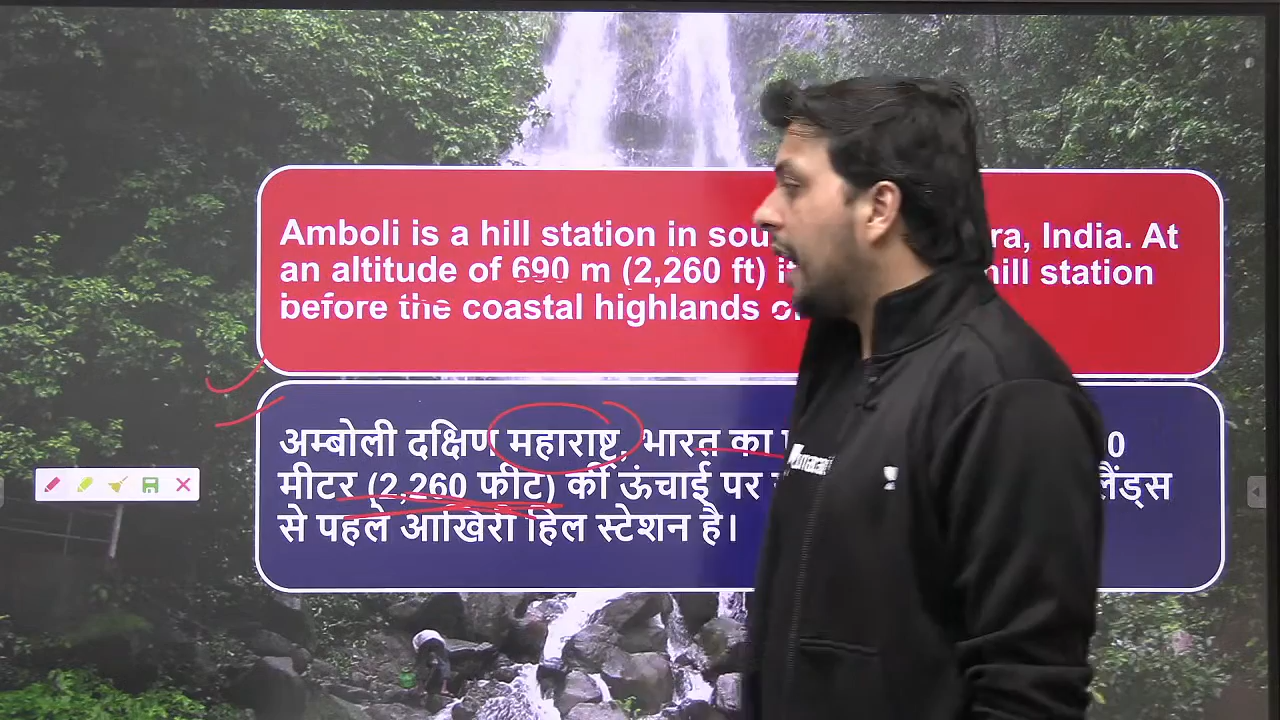 Amboli is a hill station in sou ra, India. At
an altitude of 690 m (2,260 ft) it hill station
before the coastal highlands o
अम्बोली दक्षिण महाराष्ट्र, भारत का 0
मीटर (2,260 फीट) की ऊंचाई पर लैंड्स
से पहले आखिरी हिल स्टेशन है।